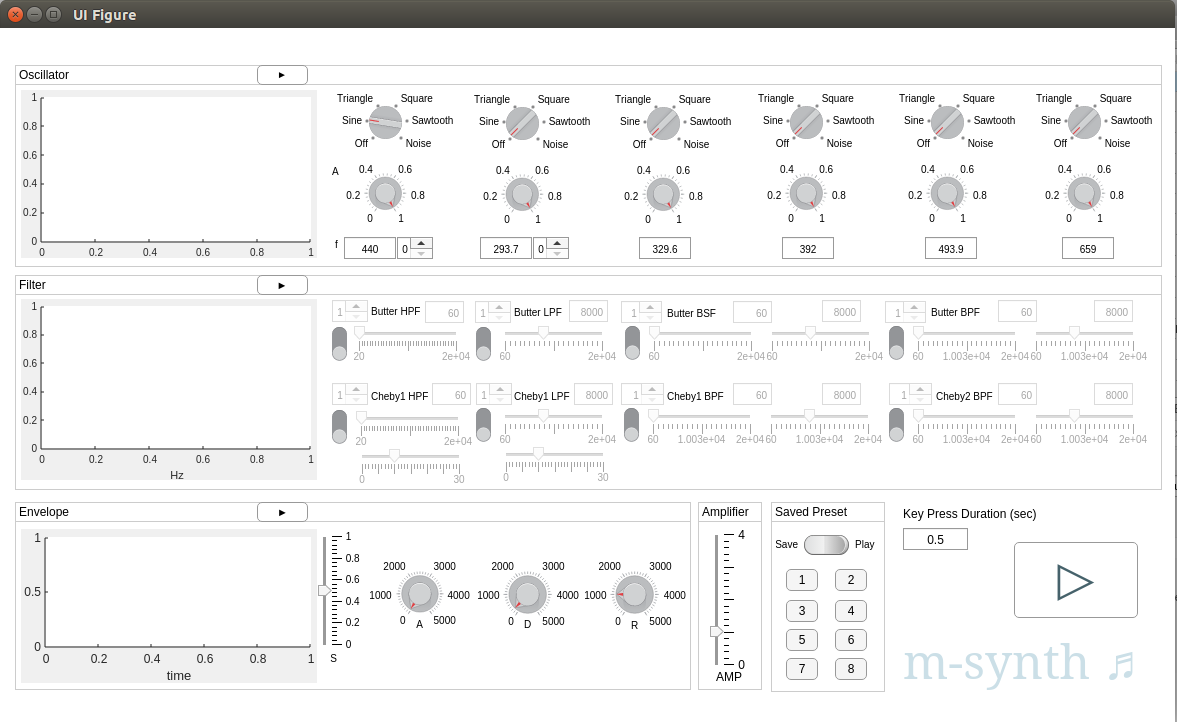 UI Figure
Oscillator ►
1
0.8
0.6
0.4
0.2
0
0 0.2 0.4 0.6 0.8 1
Triangle Square Triangle Square Triangle Square Triangle Square Triangle Square Triangle Square
Sine Sawtooth Sine Sawtooth Sine Sawtooth Sine Sawtooth Sine Sawtooth Sine Sawtooth
Off Noise Off Noise Off Noise Off Noise Off Noise Off Noise
A 0.4 0.6 0.4 0.6 0.4 0.6 0.4 0.6 0.4 0.6 0.4 0.6
0.2 0.8 0.2 0.8 0.2 0.8 0.2 0.8 0.2 0.8 0.2 0.8
0 1 0 1 0 1 0 1 0 1 0 1
f 440 0 293.7 0 329.6 392 493.9 659
Filter ►
1
0.8
0.6
0.4
0.2
0
0 0.2 0.4 0.6 0.8 1
Hz
1 Butter HPF 60 1 Butter LPF 8000 1 Butter BSF 60 8000 1 Butter BPF 60 8000
20 2e+04 60 2e+04 60 2e+04 60 2e+04 60 1.003e+04 2e+04 60 1.003e+04 2e+04
1 Cheby1 HPF 60 1 Cheby1 LPF 8000 1 Cheby1 BPF 60 8000 1 Cheby2 BPF 60 8000
20 2e+04 60 2e+04 60 1.003e+04 2e+04 60 1.003e+04 2e+04 60 1.003e+04 2e+04 60 1.003e+04 2e+04
0 30 0 30
Envelope ►
1
0.5
0
0 0.2 0.4 0.6 0.8 1
time
1
0.8
0.6
0.4
0.2
0
S
2000 3000 2000 3000 2000 3000
1000 4000 1000 4000 1000 4000
0 5000 0 5000 0 5000
A D R
Amplifier
4
0
AMP
Saved Preset
Save Play
1 2
3 4
5 6
7 8
Key Press Duration (sec)
0.5
m-synth ♬